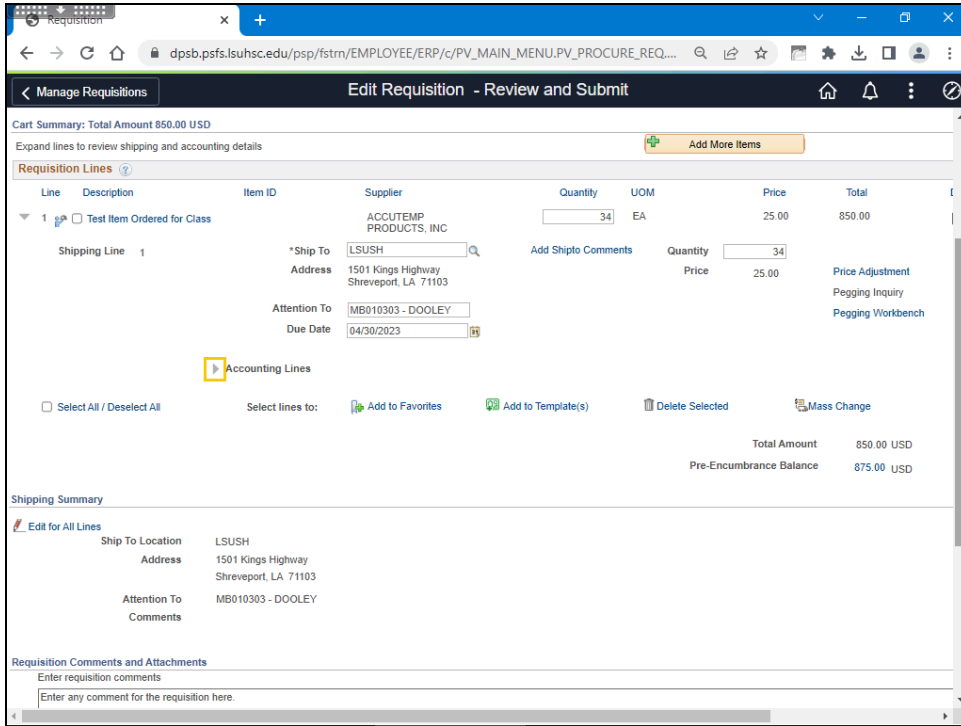 Requisition
dpsb.psfs.lsuhsc.edu/psp/fstrn/EMPLOYEE/ERP/c/PV_MAIN_MENU.PV_PROCURE_REQ....
Manage Requisitions
Edit Requisition - Review and Submit
Cart Summary: Total Amount 850.00 USD
Expand lines to review shipping and accounting details
Add More Items
Requisition Lines ?
Line Description Item ID Supplier Quantity UOM Price Total
1 Test Item Ordered for Class ACCUTEMP PRODUCTS, INC 34 EA 25.00 850.00
Shipping Line 1 *Ship To LSUSH Add Shipto Comments Quantity 34
Address 1501 Kings Highway Price 25.00 Price Adjustment
Shreveport, LA 71103
Pegging Inquiry
Attention To MB010303 - DOOLEY Pegging Workbench
Due Date 04/30/2023
Accounting Lines
Select All / Deselect All Select lines to: Add to Favorites Add to Template(s) Delete Selected Mass Change
Total Amount 850.00 USD
Pre-Encumbrance Balance 875.00 USD
Shipping Summary
Edit for All Lines
Ship To Location LSUSH
Address 1501 Kings Highway
Shreveport, LA 71103
Attention To MB010303 - DOOLEY
Comments
Requisition Comments and Attachments
Enter requisition comments
Enter any comment for the requisition here.